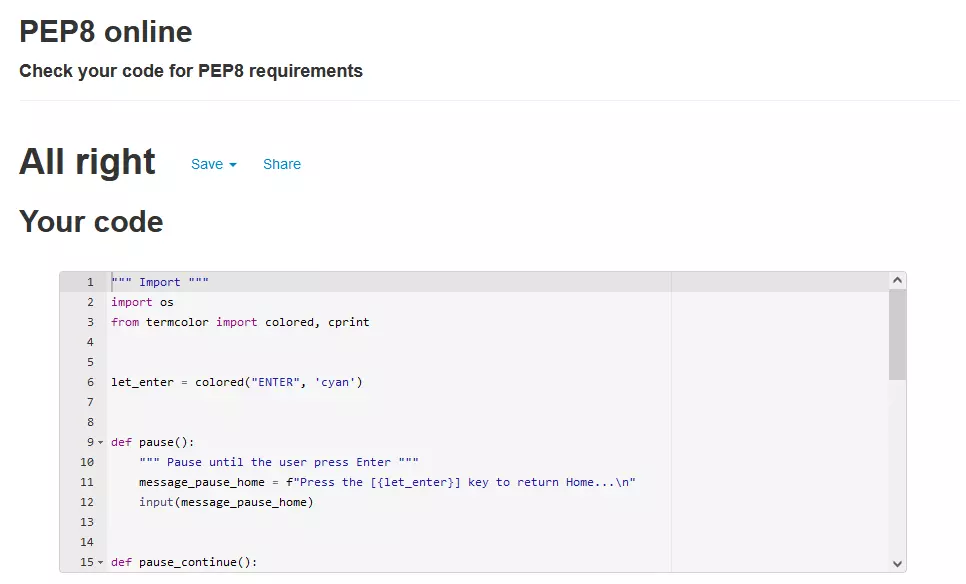 PEP8 online
Check your code for PEP8 requirements
All right Save Share
Your code
1 """ Import """
2 import os
3 from termcolor import colored, cprint
4
5
6 let_enter = colored("ENTER", 'cyan')
7
8
9 def pause():
10     """ Pause until the user press Enter """
11     message_pause_home = f"Press the [{let_enter}] key to return Home...\n"
12     input(message_pause_home)
13
14
15 def pause_continue():